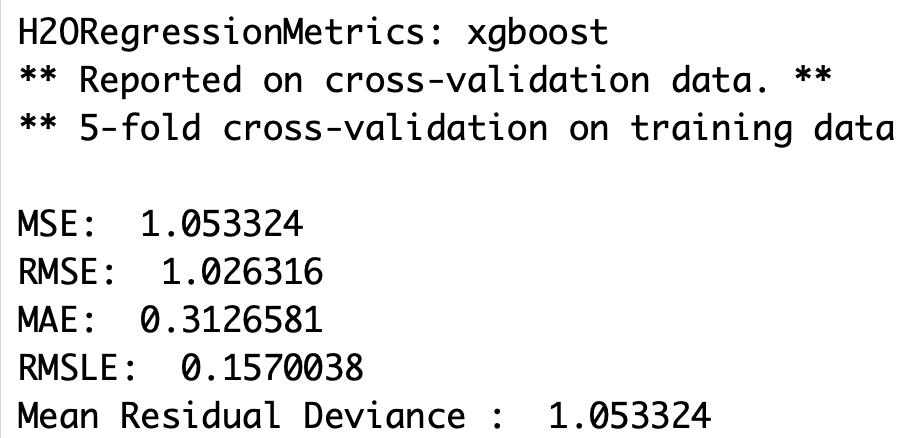 H2ORegressionMetrics: xgboost
** Reported on cross-validation data. **
** 5-fold cross-validation on training data
MSE:  1.053324
RMSE:  1.026316
MAE:  0.3126581
RMSLE:  0.1570038
Mean Residual Deviance :  1.053324